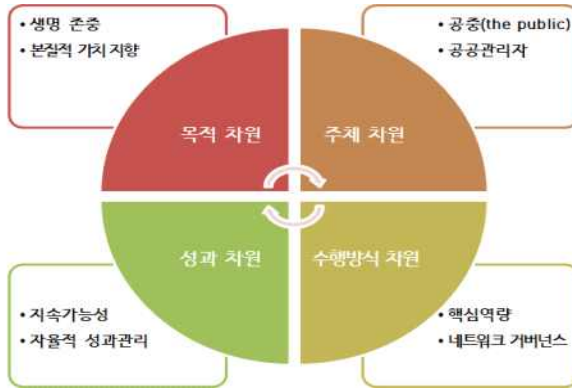 • 생명 존중
• 본질적 가치 지향
• 공중(the public)
• 공공관리자
목적 차원
주체 차원
성과 차원
수행방식 차원
• 지속가능성
• 자율적 성과관리
• 핵심역량
• 네트워크 거버넌스